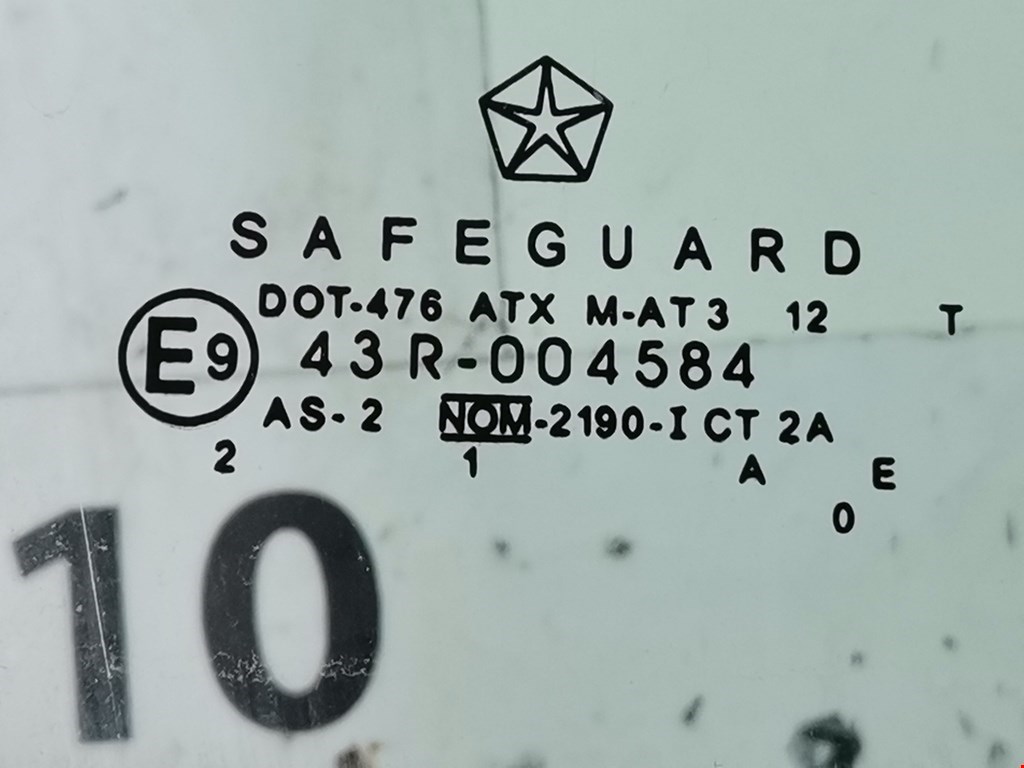 SAFEGUARD
DOT-476 ATX M-AT3 12 T
E9 43R-004584
AS-2 NOM-2190-I CT 2A
2 1 A E
0
10